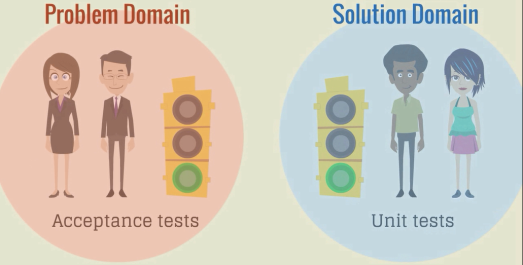 Problem Domain
Solution Domain
Acceptance tests
Unit tests